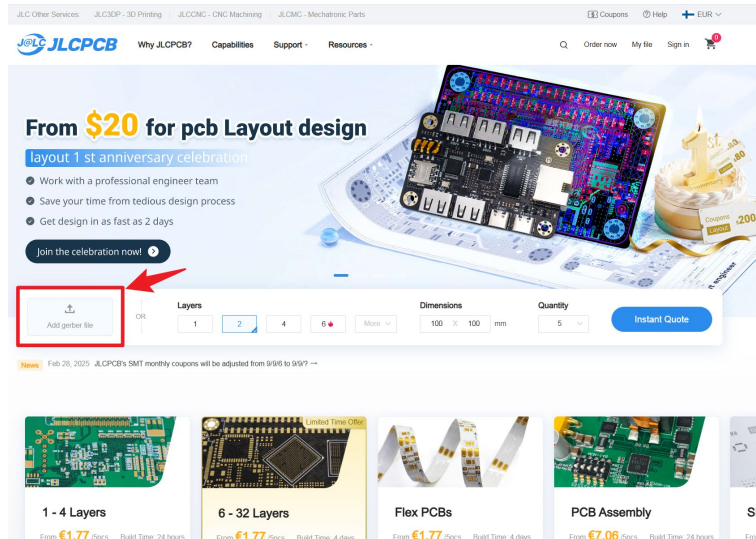 JLC Other Services: JLC3DP - 3D Printing JLCCNC - CNC Machining JLCMC - Mechatronic Parts Coupons Help EUR
J@LC JLCPCB Why JLCPCB? Capabilities Support Resources Order now My file Sign in 0
From $20 for pcb Layout design
layout 1 st anniversary celebration
Work with a professional engineer team
Save your time from tedious design process
Get design in as fast as 2 days
Join the celebration now!
1st
Coupons -200
Layout
Add gerber file
OR
Layers Dimensions Quantity
1 2 4 6 More 100 X 100 mm 5 Instant Quote
News Feb 28, 2025 JLCPCB's SMT monthly coupons will be adjusted from 9/9/6 to 9/9/? →
Limited Time Offer
1 - 4 Layers 6 - 32 Layers Flex PCBs PCB Assembly S
From €1.77 /5pcs Build Time: 24 hours From €1.77 /5pcs Build Time: 4 days From €1.77 /5pcs Build Time: 4 days From €7.06 /5pcs Build Time: 24 hours